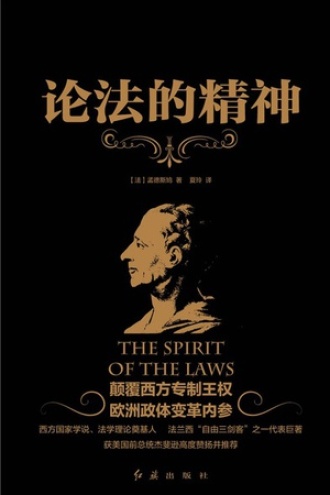 论法的精神
【法】孟德斯鸠 著 夏玲 译
THE SPIRIT
OF THE LAWS
颠覆西方专制王权
欧洲政体变革内参
西方国家学说、法学理论奠基人 法兰西“自由三剑客”之一代表巨著
获美国前总统杰斐逊高度赞扬并推荐
红旗出版社